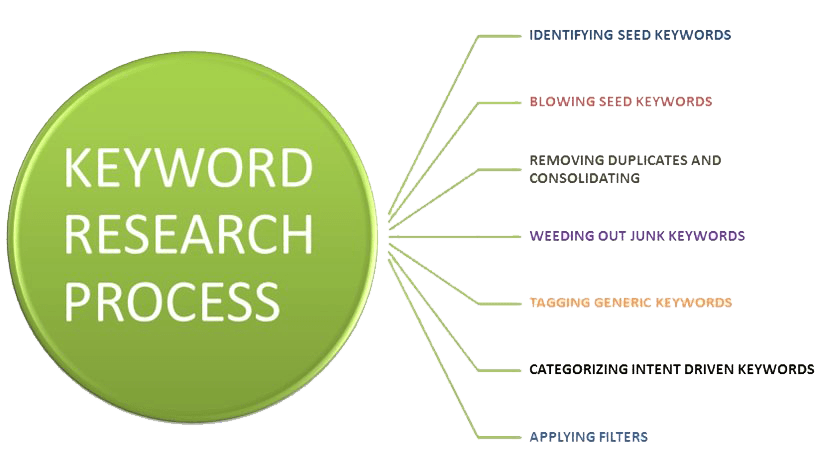 KEYWORD
RESEARCH
PROCESS
IDENTIFYING SEED KEYWORDS
BLOWING SEED KEYWORDS
REMOVING DUPLICATES AND
CONSOLIDATING
WEEDING OUT JUNK KEYWORDS
TAGGING GENERIC KEYWORDS
CATEGORIZING INTENT DRIVEN KEYWORDS
APPLYING FILTERS